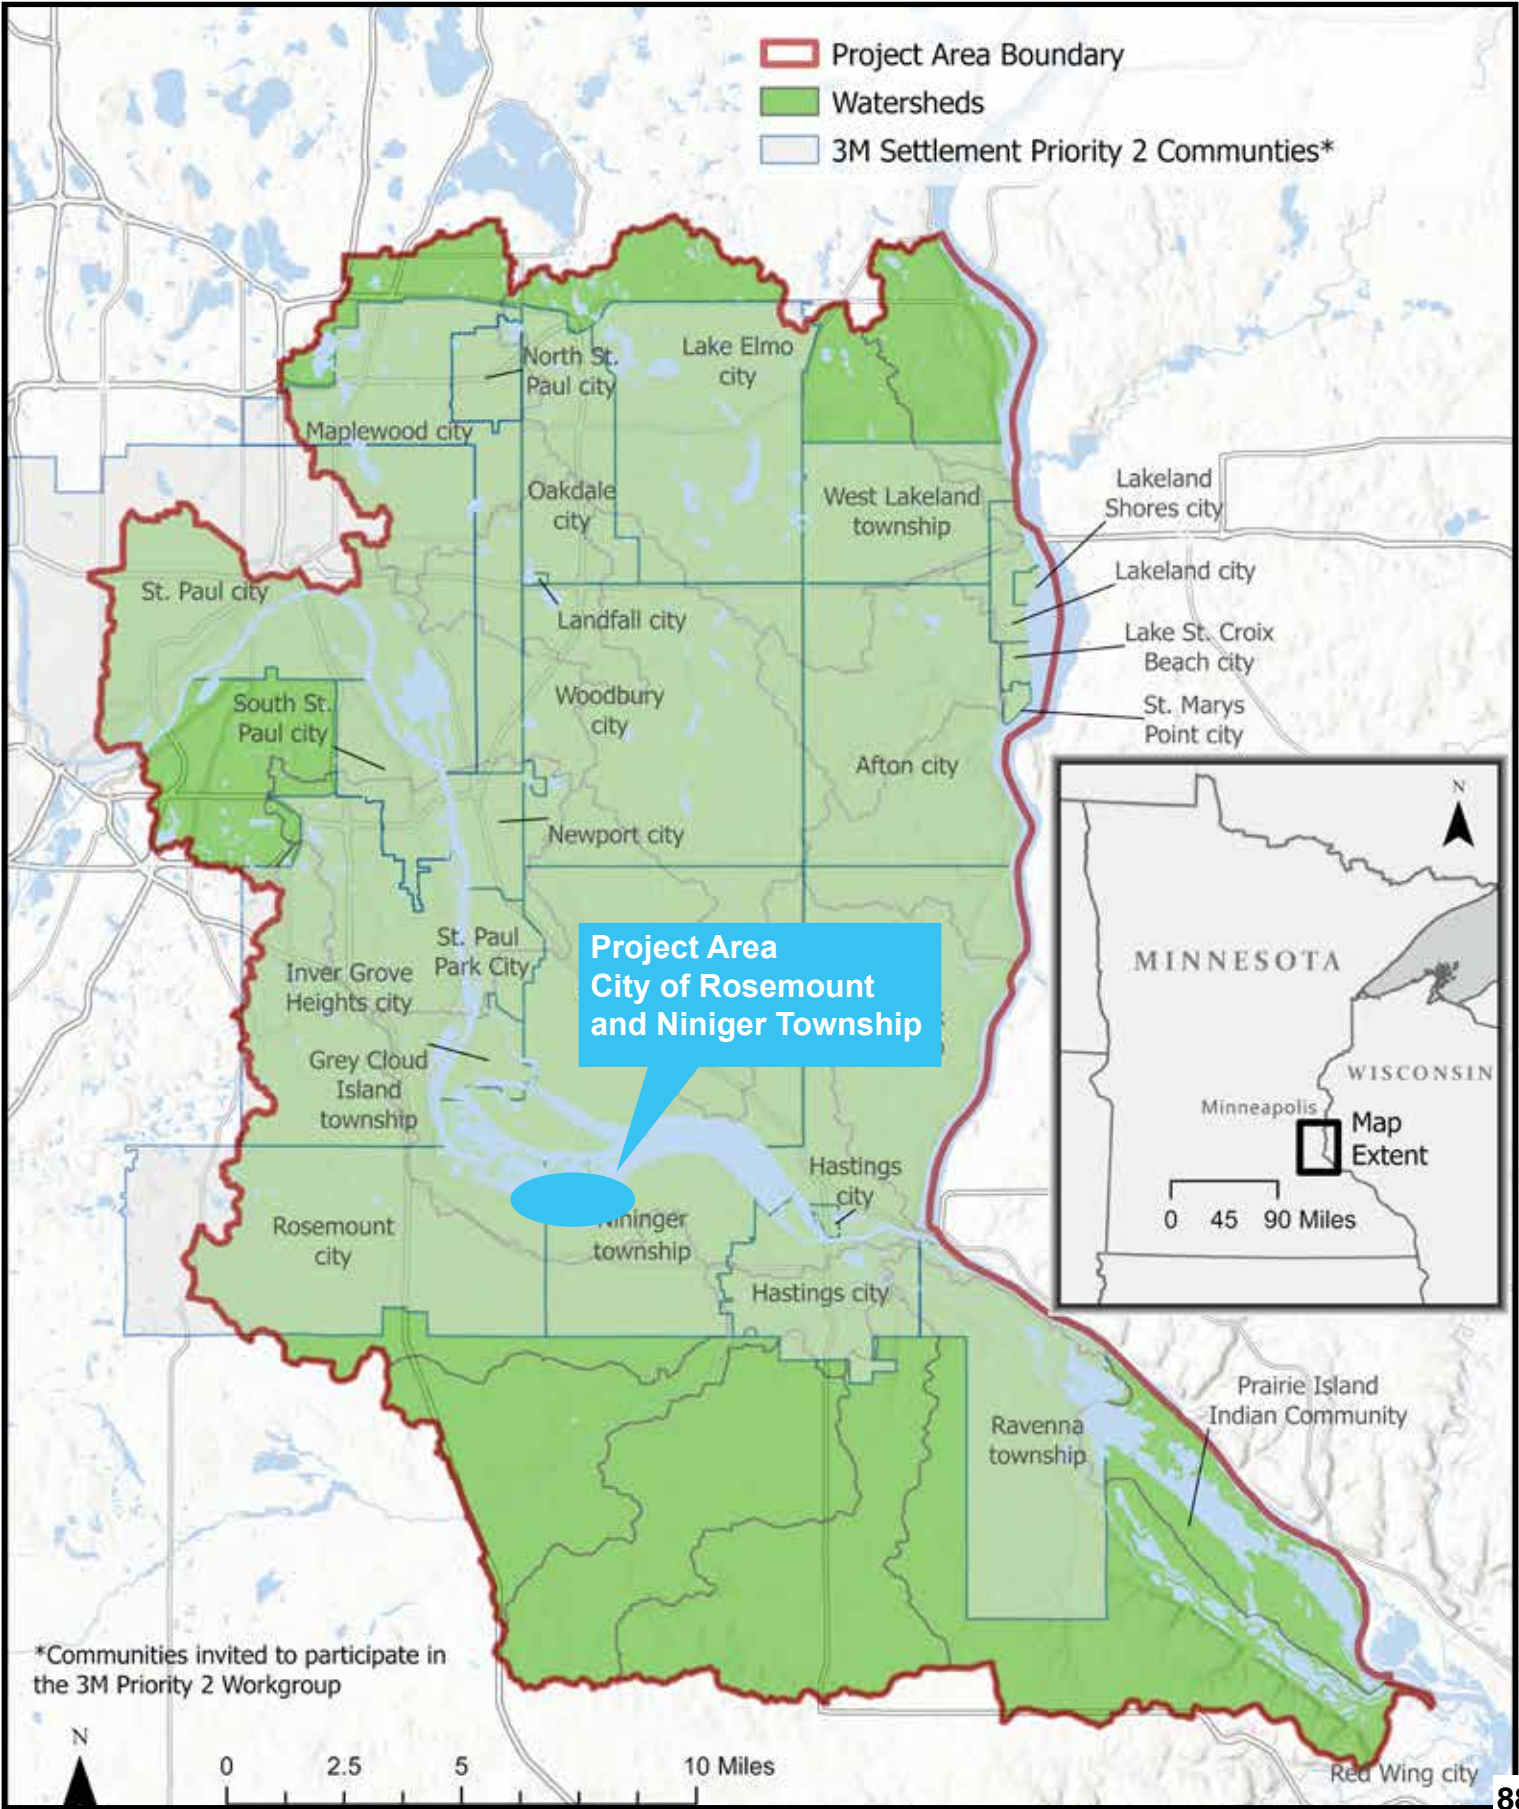 Project Area Boundary
Watersheds
3M Settlement Priority 2 Communties*
North St.
Paul city
Lake Elmo
city
Maplewood city
Oakdale
city
West Lakeland
township
Lakeland
Shores city
Lakeland city
St. Paul city
Landfall city
Lake St. Croix
Beach city
South St.
Paul city
Woodbury
city
St. Marys
Point city
Afton city
Newport city
St. Paul
Park City
Inver Grove
Heights city
Project Area
City of Rosemount
and Niniger Township
Grey Cloud
Island
township
Hastings
city
Rosemount
city
Nininger
township
Hastings city
N
MINNESOTA
WISCONSIN
Minneapolis
Map
Extent
0 45 90 Miles
Prairie Island
Indian Community
Ravenna
township
*Communities invited to participate in
the 3M Priority 2 Workgroup
N
0 2.5 5 10 Miles
Red Wing city